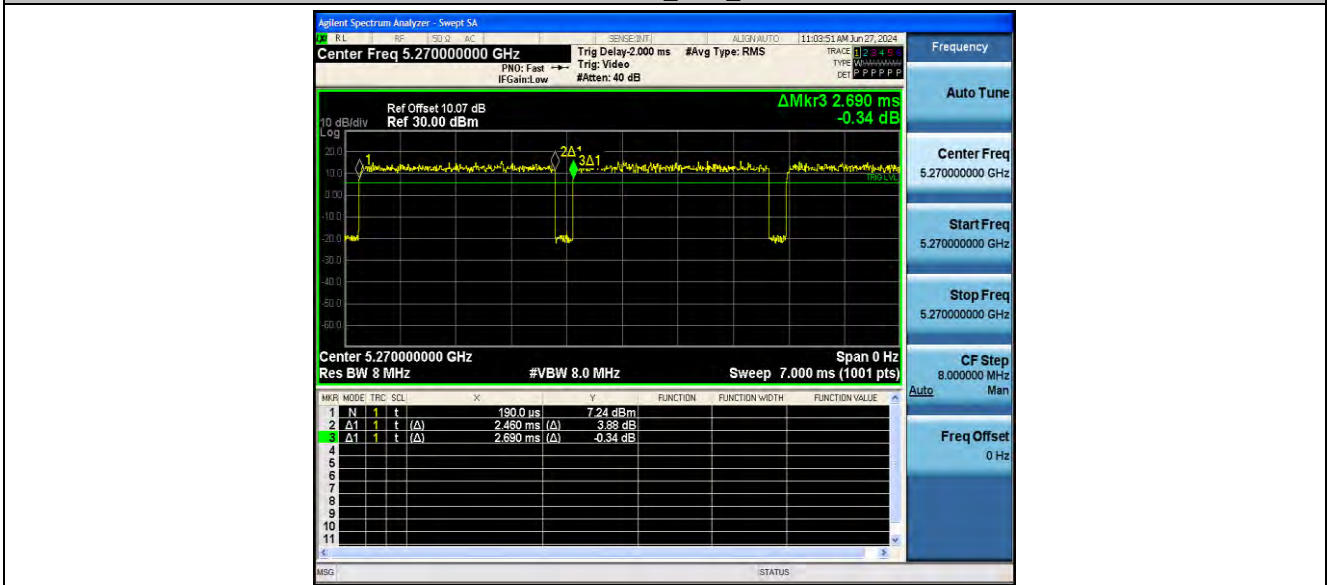 Agilent Spectrum Analyzer - Swept SA
RL RF 50 Ω AC SENSE:INT ALIGN AUTO 11:03:51 AM Jun 27, 2024
Center Freq 5.270000000 GHz
Trig Delay-2.000 ms #Avg Type: RMS
TRACE 1 2 3 4 5 6
PNO: Fast
Trig: Video
TYPE
IFGain:Low
#Atten: 40 dB
DET P P P P P P
ΔMkr3 2.690 ms
-0.34 dB
Ref Offset 10.07 dB
10 dB/div Ref 30.00 dBm
Log
20.0
10.0
0.00
-10.0
-20.0
-30.0
-40.0
-50.0
-60.0
1
2Δ1
3Δ1
TRIG LVL
Center 5.270000000 GHz Span 0 Hz
Res BW 8 MHz #VBW 8.0 MHz Sweep 7.000 ms (1001 pts)
MKR MODE TRC SCL X Y FUNCTION FUNCTION WIDTH FUNCTION VALUE
1 N 1 t 190.0 us 7.24 dBm
2 Δ1 1 t (Δ) 2.460 ms (Δ) 3.88 dB
3 Δ1 1 t (Δ) 2.690 ms (Δ) -0.34 dB
4
5
6
7
8
9
10
11
MSG STATUS
Frequency
Auto Tune
Center Freq
5.270000000 GHz
Start Freq
5.270000000 GHz
Stop Freq
5.270000000 GHz
CF Step
8.000000 MHz
Auto Man
Freq Offset
0 Hz